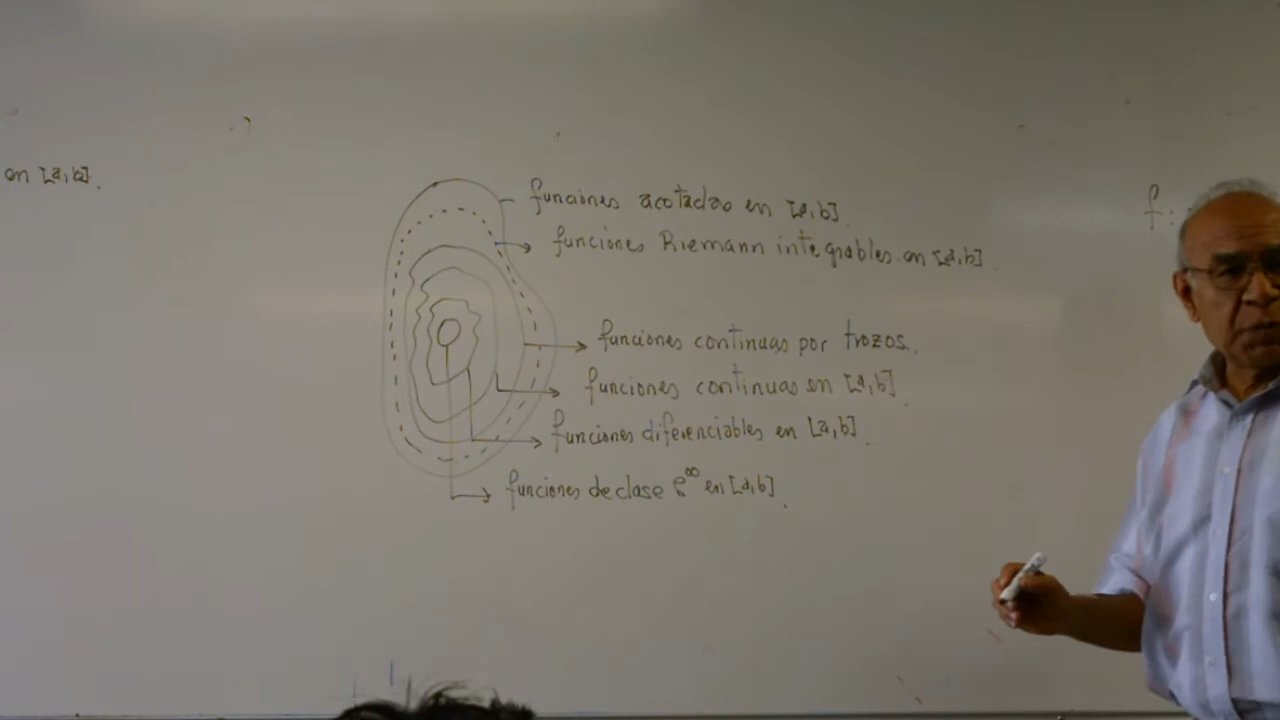 en [a,b].
funciones acotadas en [a,b].
f:
funciones Riemann integrables en [a,b].
funciones continuas por trozos.
funciones continuas en [a,b].
funciones diferenciables en [a,b].
funciones de clase C^∞ en [a,b].